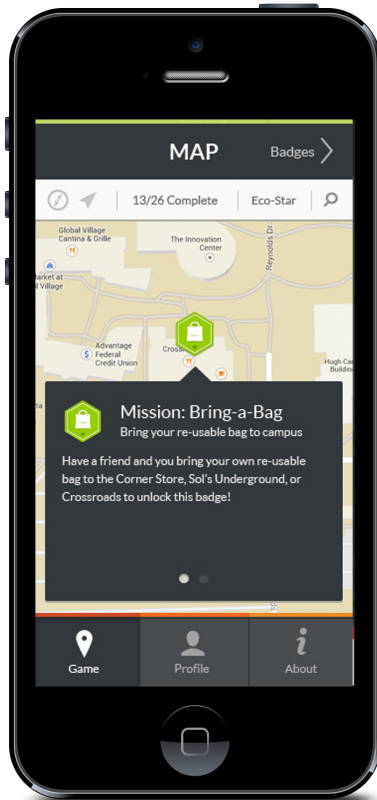 MAP
Badges
13/26 Complete
Eco-Star
Global Village
Cantina & Grille
The Innovation
Center
Reynolds Dr
arket at
l Village
Advantage
Federal
Credit Union
Cross
Hugh Ca
Building
Mission: Bring-a-Bag
Bring your re-usable bag to campus
Have a friend and you bring your own re-usable
bag to the Corner Store, Sol's Underground, or
Crossroads to unlock this badge!
Game
Profile
About